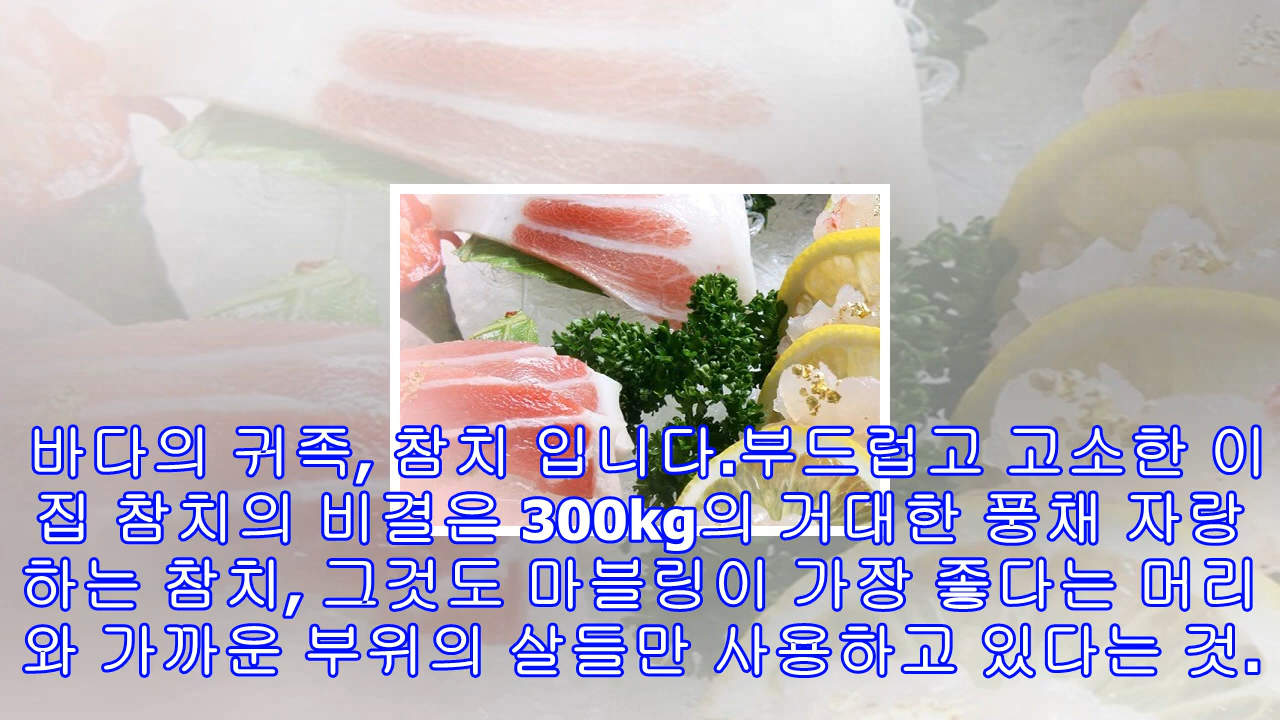 바다의 귀족, 참치 입니다.부드럽고 고소한 이
집 참치의 비결은 300kg의 거대한 풍채 자랑
하는 참치, 그것도 마블링이 가장 좋다는 머리
와 가까운 부위의 살들만 사용하고 있다는 것.